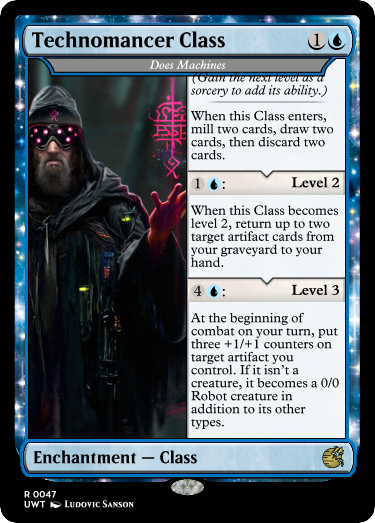 Technomancer Class
1
Does Machines
(Gain the next level as a
sorcery to add its ability.)
When this Class enters,
mill two cards, draw two
cards, then discard two
cards.
1 : Level 2
When this Class becomes
level 2, return up to two
target artifact cards from
your graveyard to your
hand.
4 : Level 3
At the beginning of
combat on your turn, put
three +1/+1 counters on
target artifact you
control. If it isn't a
creature, it becomes a 0/0
Robot creature in
addition to its other
types.
Enchantment — Class
R 0047
UWT Ludovic Sanson